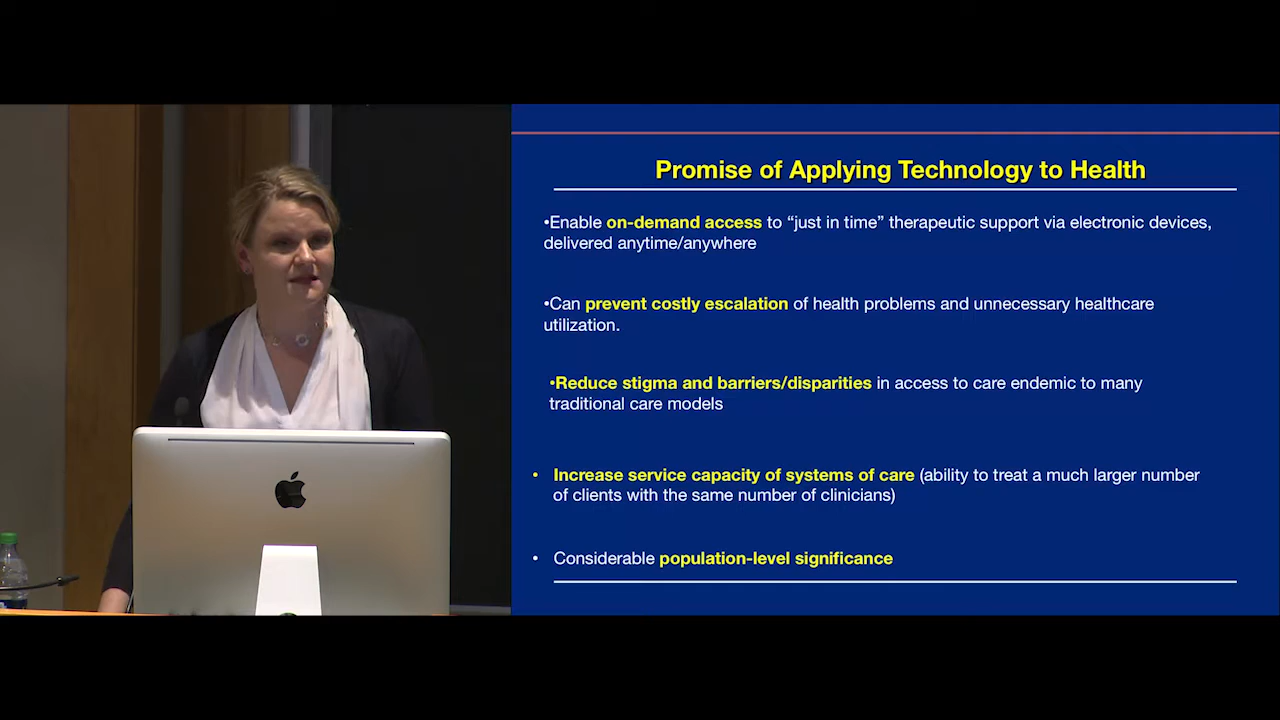 Promise of Applying Technology to Health
•Enable on-demand access to “just in time” therapeutic support via electronic devices,
delivered anytime/anywhere
•Can prevent costly escalation of health problems and unnecessary healthcare
utilization.
•Reduce stigma and barriers/disparities in access to care endemic to many
traditional care models
• Increase service capacity of systems of care (ability to treat a much larger number
of clients with the same number of clinicians)
• Considerable population-level significance